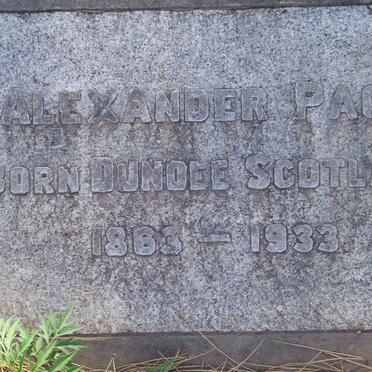 ALEXANDER
BORN DUNDEE
1863 – 1933.